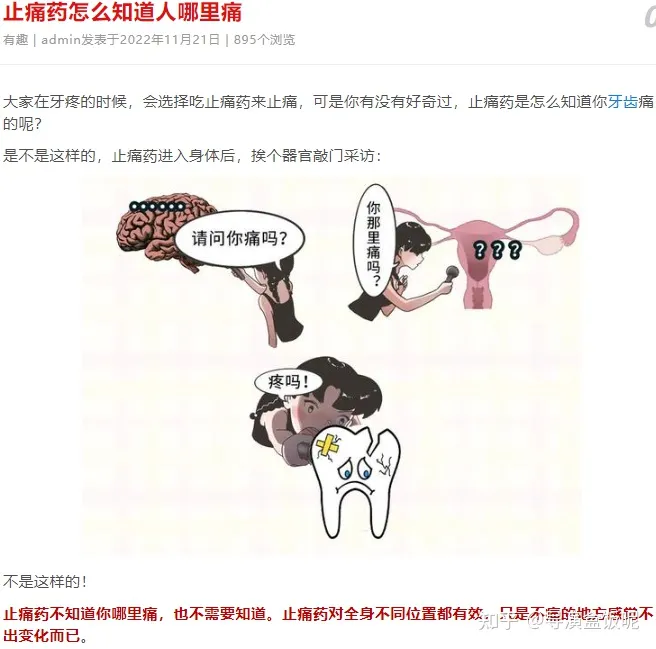 止痛药怎么知道人哪里痛
有趣 | admin发表于2022年11月21日 | 895个浏览
大家在牙疼的时候，会选择吃止痛药来止痛，可是你有没有好奇过，止痛药是怎么知道你牙齿痛
的呢？
是不是这样的，止痛药进入身体后，挨个器官敲门采访：
······
请问你痛吗？
你那里痛吗？
???
疼吗！
不是这样的！
止痛药不知道你哪里痛，也不需要知道。止痛药对全身不同位置都有效，只是不疼的地方感觉不
出变化而已。
知乎 @导演盒饭呢